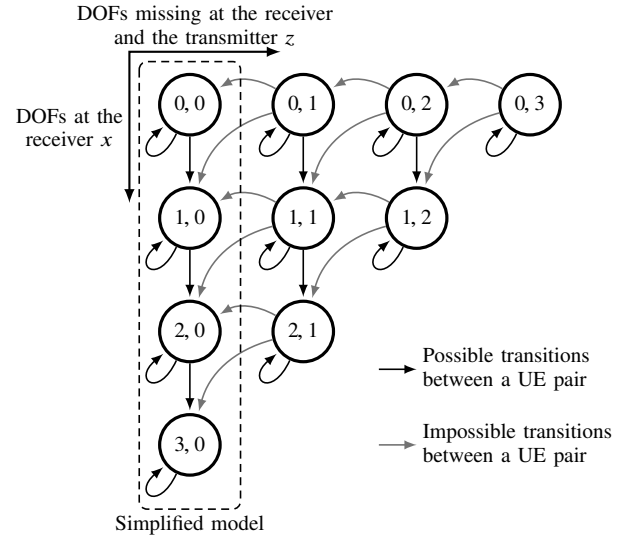 DOFs missing at the receiver
and the transmitter z
DOFs at the
receiver x
0, 0
0, 1
0, 2
0, 3
1, 0
1, 1
1, 2
2, 0
2, 1
3, 0
Possible transitions
between a UE pair
Impossible transitions
between a UE pair
Simplified model